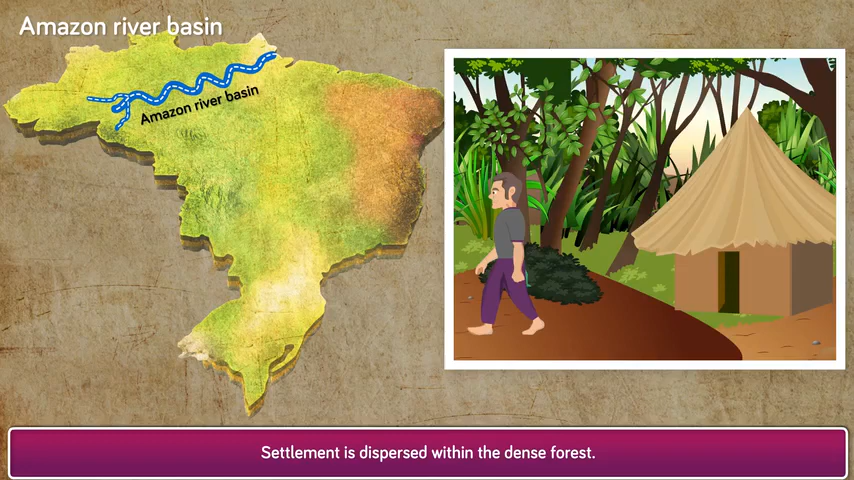 Amazon river basin
Amazon river basin
Settlement is dispersed within the dense forest.